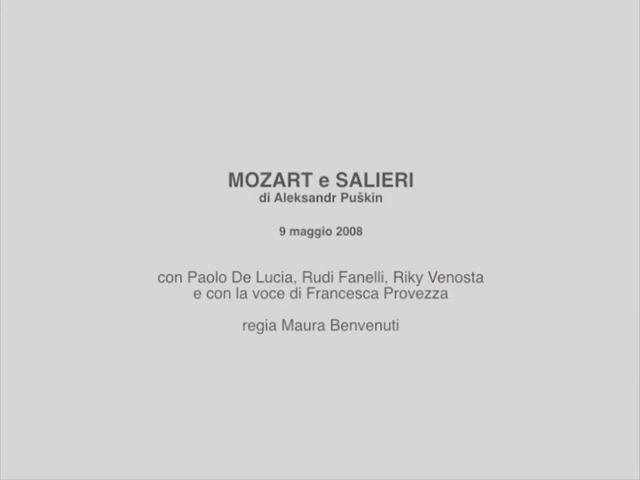 MOZART e SALIERI
di Aleksandr Puškin
9 maggio 2008
con Paolo De Lucia, Rudi Fanelli, Riky Venosta
e con la voce di Francesca Provezza
regia Maura Benvenuti